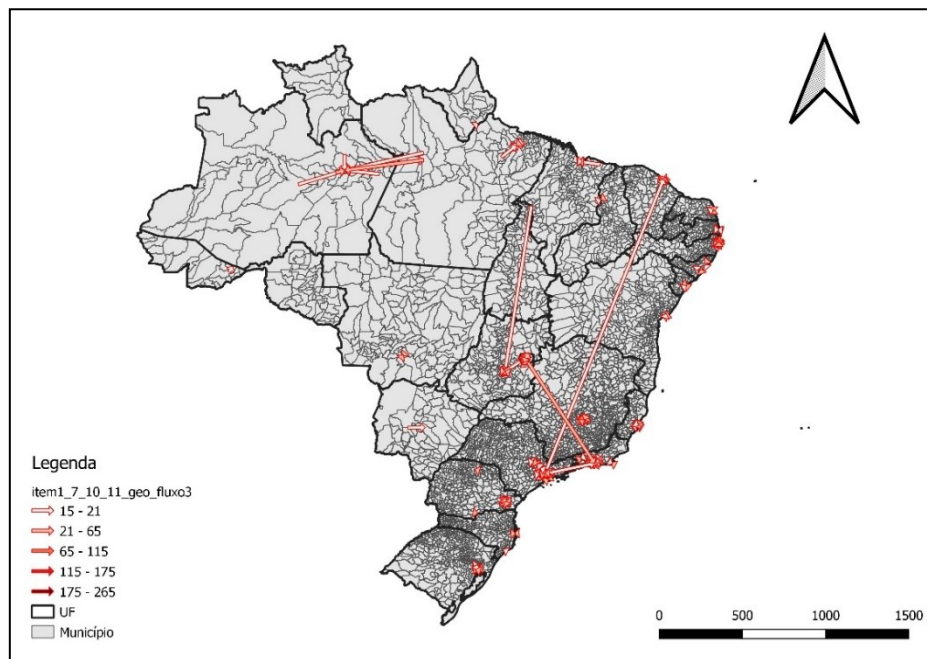 Legenda
item1_7_10_11_geo_fluxo3
15 - 21
21 - 65
65 - 115
115 - 175
175 - 265
UF
Município
0 500 1000 1500